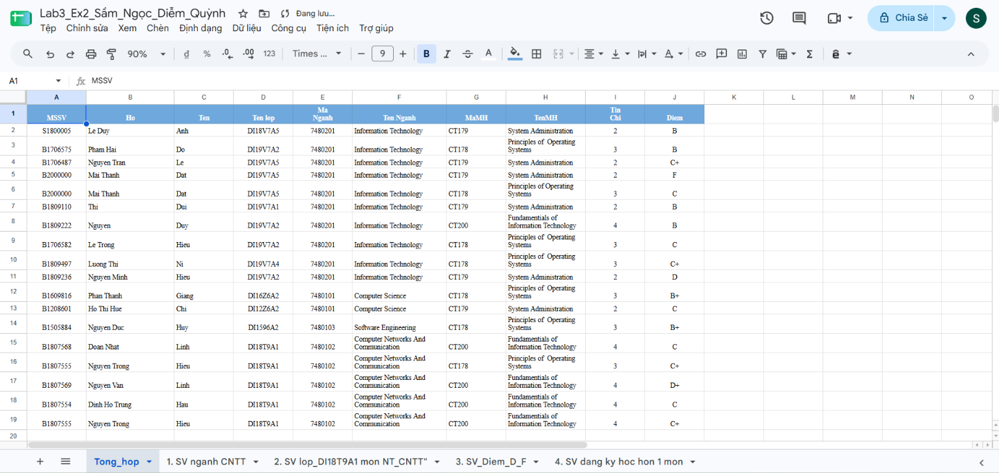 Lab3_Ex2_Sầm_Ngọc_Diễm_Quỳnh Đang lưu...
Tệp Chỉnh sửa Xem Chèn Định dạng Dữ liệu Công cụ Tiện ích Trợ giúp
Chia Sẻ
S
90% đ % .0 .00 123 Times ... 9 B I S A A Σ ê
A1 fx MSSV
A B C D E F G H I J K L M N O
1 MSSV Ho Ten Ten lop Ma Nganh Ten Nganh MaMH TenMH Tin Chi Diem
2 S1800005 Le Duy Anh DI18V7A5 7480201 Information Technology CT179 System Administration 2 B
3 B1706575 Pham Hai Do DI19V7A2 7480201 Information Technology CT178 Principles of Operating Systems 3 B
4 B1706487 Nguyen Tran Le DI19V7A5 7480201 Information Technology CT179 System Administration 2 C+
5 B2000000 Mai Thanh Dat DI19V7A5 7480201 Information Technology CT179 System Administration 2 F
6 B2000000 Mai Thanh Dat DI19V7A5 7480201 Information Technology CT178 Principles of Operating Systems 3 C
7 B1809110 Thi Dui DI19V7A1 7480201 Information Technology CT179 System Administration 2 B
8 B1809222 Nguyen Duy DI19V7A2 7480201 Information Technology CT200 Fundamentials of Information Technology 4 B
9 B1706582 Le Trong Hieu DI19V7A2 7480201 Information Technology CT178 Principles of Operating Systems 3 C
10 B1809497 Luong Thi Ni DI19V7A4 7480201 Information Technology CT178 Principles of Operating Systems 3 C+
11 B1809236 Nguyen Minh Hieu DI19V7A2 7480201 Information Technology CT179 System Administration 2 D
12 B1609816 Phan Thanh Giang DI16Z6A2 7480101 Computer Science CT178 Principles of Operating Systems 3 B+
13 B1208601 Ho Thi Hue Chi DI12Z6A2 7480101 Computer Science CT179 System Administration 2 C
14 B1505884 Nguyen Duc Huy DI1596A2 7480103 Software Engineering CT178 Principles of Operating Systems 3 B+
15 B1807568 Doan Nhat Linh DI18T9A1 7480102 Computer Networks And Communication CT200 Fundamentials of Information Technology 4 C
16 B1807555 Nguyen Trong Hieu DI18T9A1 7480102 Computer Networks And Communication CT178 Principles of Operating Systems 3 C+
17 B1807569 Nguyen Van Linh DI18T9A1 7480102 Computer Networks And Communication CT200 Fundamentials of Information Technology 4 D+
18 B1807554 Dinh Ho Trung Hau DI18T9A1 7480102 Computer Networks And Communication CT200 Fundamentials of Information Technology 4 C
19 B1807555 Nguyen Trong Hieu DI18T9A1 7480102 Computer Networks And Communication CT200 Fundamentials of Information Technology 4 C+
20
Tong_hop 1. SV nganh CNTT 2. SV lop_DI18T9A1 mon NT_CNTT" 3. SV_Diem_D_F 4. SV dang ky hoc hon 1 mon